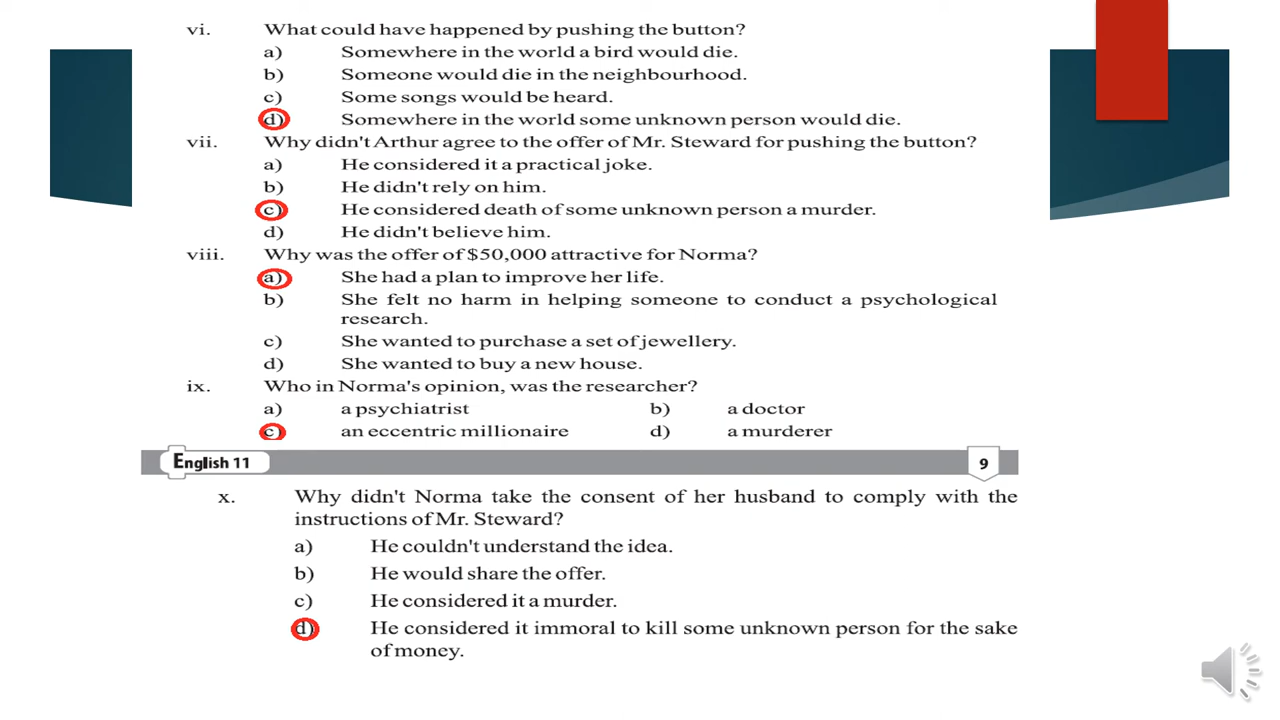 vi. What could have happened by pushing the button?
a) Somewhere in the world a bird would die.
b) Someone would die in the neighbourhood.
c) Some songs would be heard.
d) Somewhere in the world some unknown person would die.
vii. Why didn't Arthur agree to the offer of Mr. Steward for pushing the button?
a) He considered it a practical joke.
b) He didn't rely on him.
c) He considered death of some unknown person a murder.
d) He didn't believe him.
viii. Why was the offer of $50,000 attractive for Norma?
a) She had a plan to improve her life.
b) She felt no harm in helping someone to conduct a psychological
research.
c) She wanted to purchase a set of jewellery.
d) She wanted to buy a new house.
ix. Who in Norma's opinion, was the researcher?
a) a psychiatrist b) a doctor
c) an eccentric millionaire d) a murderer
English 11 9
x. Why didn't Norma take the consent of her husband to comply with the
instructions of Mr. Steward?
a) He couldn't understand the idea.
b) He would share the offer.
c) He considered it a murder.
d) He considered it immoral to kill some unknown person for the sake
of money.